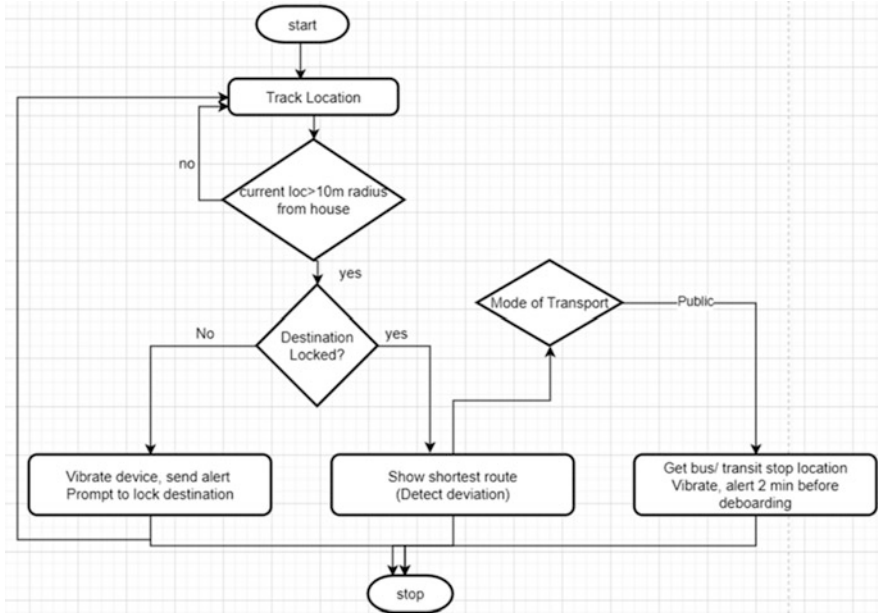 start
Track Location
no
current loc>10m radius
from house
yes
Mode of Transport
Public
No
Destination
Locked?
yes
Vibrate device, send alert
Prompt to lock destination
Show shortest route
(Detect deviation)
Get bus/ transit stop location
Vibrate, alert 2 min before
deboarding
stop